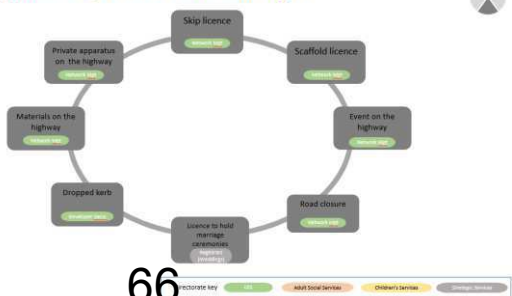 Skip licence
Network mgt
Scaffold licence
Network mgt
Event on the
highway
Network mgt
Road closure
Network mgt
Licence to hold
marriage
ceremonies
Registrars
(weddings)
Dropped kerb
Materials on the
highway
Network mgt
Private apparatus
on the highway
Network mgt
66
directorate key
Adult Social Services
Children's Services
Strategic Services